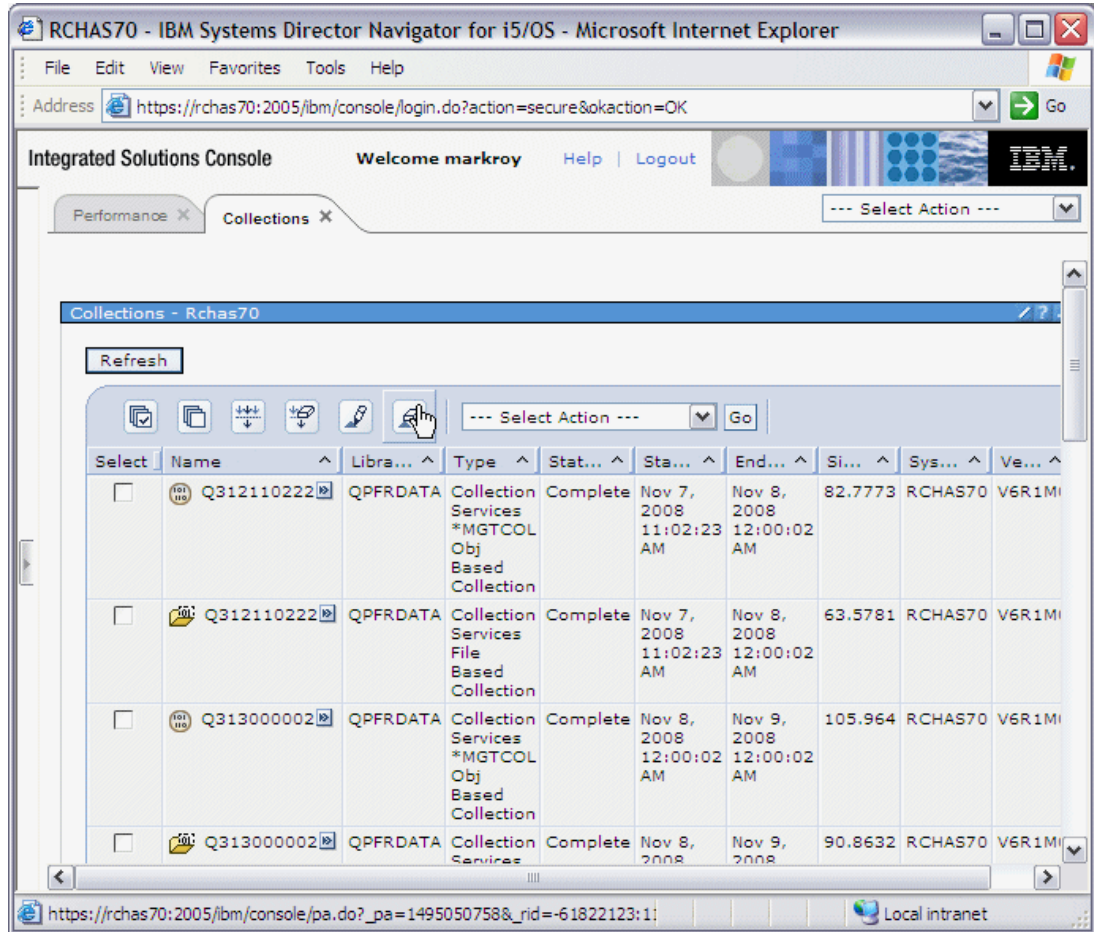 RCHAS70 - IBM Systems Director Navigator for i5/OS - Microsoft Internet Explorer
File Edit View Favorites Tools Help
Address https://rchas70:2005/ibm/console/login.do?action=secure&okaction=OK Go
Integrated Solutions Console Welcome markroy Help | Logout IBM.
Performance Collections --- Select Action ---
Collections - Rchas70
Refresh
--- Select Action --- Go
Select Name Libra... Type Stat... Sta... End... Si... Sys... Ve...
Q312110222 QPFRDATA Collection Complete Nov 7, Nov 8, 82.7773 RCHAS70 V6R1M
Services 2008 2008
*MGTCOL 11:02:23 12:00:02
Obj AM AM
Based
Collection
Q312110222 QPFRDATA Collection Complete Nov 7, Nov 8, 63.5781 RCHAS70 V6R1M
Services 2008 2008
File 11:02:23 12:00:02
Based AM AM
Collection
Q313000002 QPFRDATA Collection Complete Nov 8, Nov 9, 105.964 RCHAS70 V6R1M
Services 2008 2008
*MGTCOL 12:00:02 12:00:02
Obj AM AM
Based
Collection
Q313000002 QPFRDATA Collection Complete Nov 8, Nov 9, 90.8632 RCHAS70 V6R1M
Services 2008 2008
https://rchas70:2005/ibm/console/pa.do?_pa=1495050758&_rid=-61822123:1 Local intranet